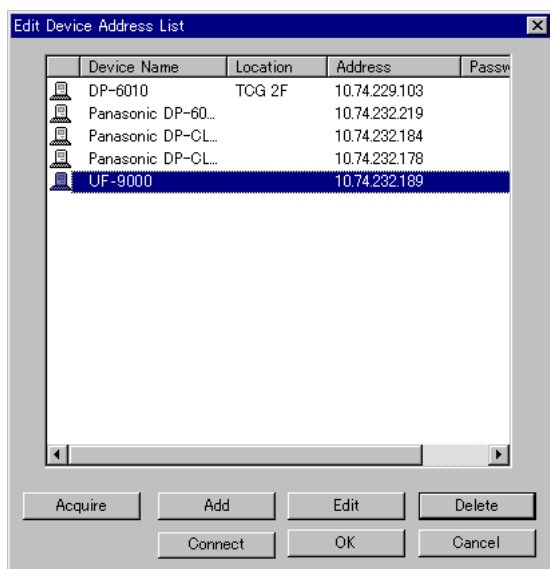 Edit Device Address List
Device Name Location Address Passw
DP-6010 TCG 2F 10.74.229.103
Panasonic DP-60... 10.74.232.219
Panasonic DP-CL... 10.74.232.184
Panasonic DP-CL... 10.74.232.178
UF-9000 10.74.232.189
Acquire Add Edit Delete
Connect OK Cancel